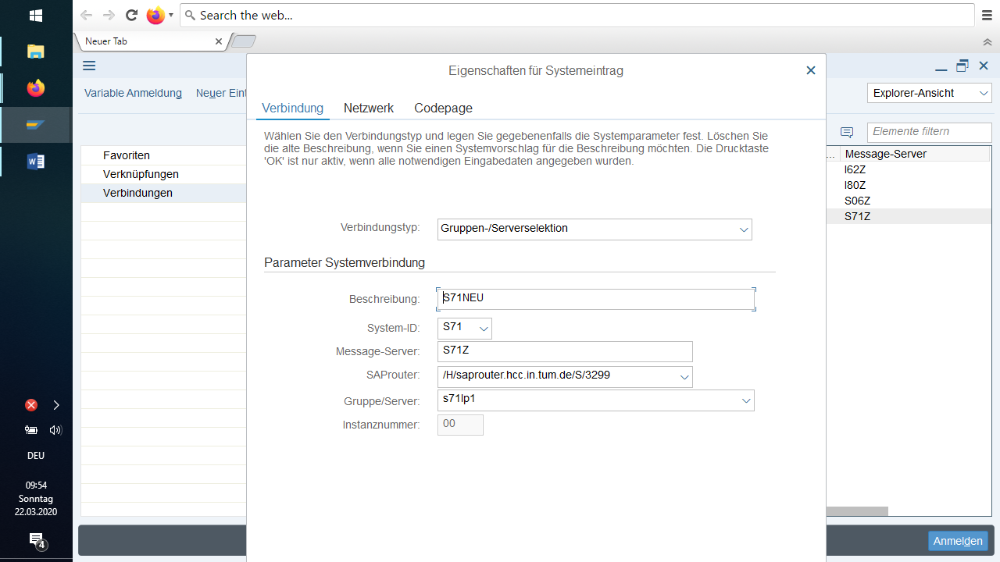 Search the web...
Neuer Tab
Variable Anmeldung
Neuer Eint
Explorer-Ansicht
Elemente filtern
Favoriten
Verknüpfungen
Verbindungen
Eigenschaften für Systemeintrag
Verbindung Netzwerk Codepage
Wählen Sie den Verbindungstyp und legen Sie gegebenenfalls die Systemparameter fest. Löschen Sie
die alte Beschreibung, wenn Sie einen Systemvorschlag für die Beschreibung möchten. Die Drucktaste
'OK' ist nur aktiv, wenn alle notwendigen Eingabedaten angegeben wurden.
Verbindungstyp: Gruppen-/Serverselektion
Parameter Systemverbindung
Beschreibung: S71NEU
System-ID: S71
Message-Server: S71Z
SAProuter: /H/saprouter.hcc.in.tum.de/S/3299
Gruppe/Server: s71lp1
Instanznummer: 00
... Message-Server
I62Z
I80Z
S06Z
S71Z
Anmelden
DEU
09:54
Sonntag
22.03.2020
4